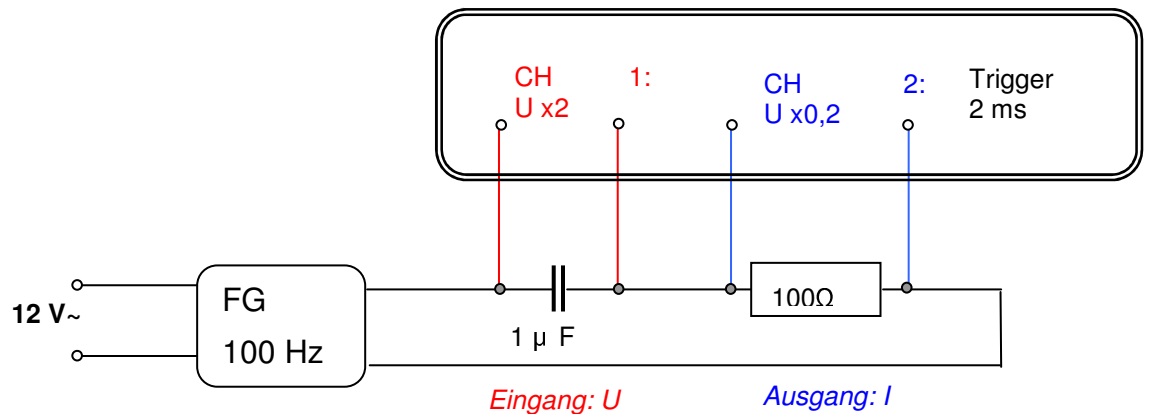 CH 1:
U x2
CH 2:
U x0,2
Trigger
2 ms
12 V~
FG
100 Hz
1 µ F
100Ω
Eingang: U
Ausgang: I